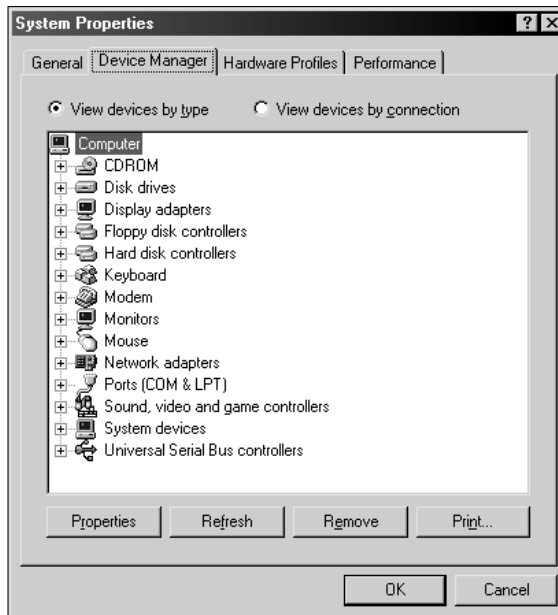 System Properties
General Device Manager Hardware Profiles Performance
View devices by type View devices by connection
Computer
CDROM
Disk drives
Display adapters
Floppy disk controllers
Hard disk controllers
Keyboard
Modem
Monitors
Mouse
Network adapters
Ports (COM & LPT)
Sound, video and game controllers
System devices
Universal Serial Bus controllers
Properties Refresh Remove Print...
OK Cancel